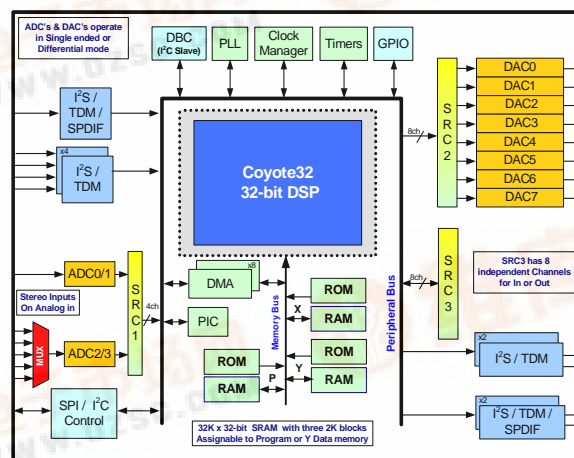 ADC's & DAC's operate
in Single ended or
Differential mode
DBC
(I²C Slave)
PLL
Clock
Manager
Timers
GPIO
I²S /
TDM /
SPDIF
x4
I²S /
TDM
Coyote32
32-bit DSP
8ch
SRC2
DAC0
DAC1
DAC2
DAC3
DAC4
DAC5
DAC6
DAC7
ADC0/1
Stereo Inputs
On Analog in
MUX
ADC2/3
SRC1
4ch
x8
DMA
PIC
Memory Bus
X
ROM
RAM
ROM
RAM
P
Y
ROM
RAM
Peripheral Bus
8ch
SRC3
SRC3 has 8
independent Channels
for In or Out
x2
I²S / TDM
SPI / I²C
Control
32K x 32-bit SRAM with three 2K blocks
Assignable to Program or Y Data memory
x2
I²S / TDM /
SPDIF